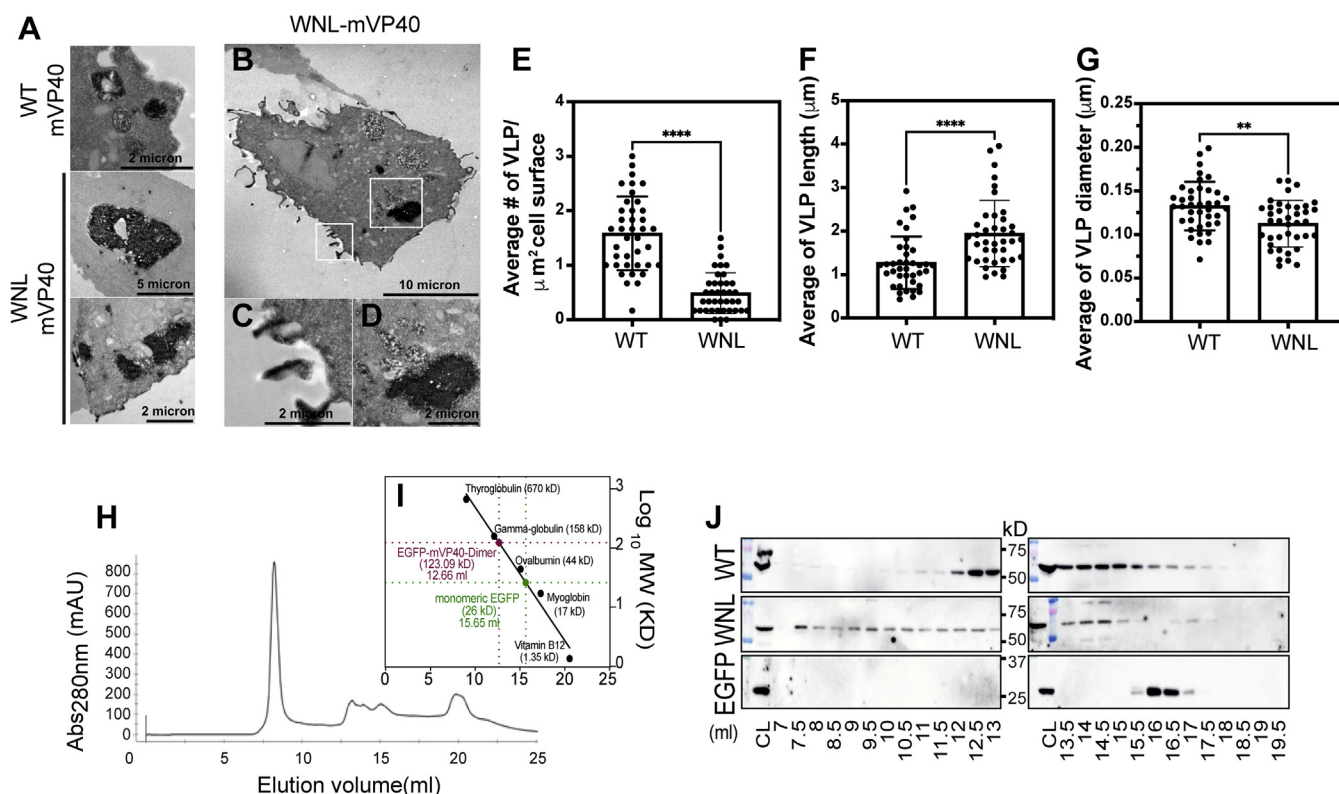 WNL-mVP40
A
WT
mVP40
2 micron
WNL
mVP40
5 micron
2 micron
B
10 micron
C
2 micron
D
2 micron
E
Average # of VLP/
μm² cell surface
4
3
2
1
0
****
WT
WNL
F
Average of VLP length (μm)
5
4
3
2
1
0
****
WT
WNL
G
Average of VLP diameter (μm)
0.25
0.20
0.15
0.10
0.05
0.00
**
WT
WNL
H
Abs280nm (mAU)
800
700
600
500
400
300
200
100
0
0
5
10
15
20
25
Elution volume(ml)
I
Thyroglobulin (670 kD)
Gamma-globulin (158 kD)
EGFP-mVP40-Dimer
(123.09 kD)
12.66 ml
Ovalbumin (44 kD)
monomeric EGFP
(26 kD)
15.65 ml
Myoglobin
(17 kD)
Vitamin B12
(1.35 kD)
0
5
10
15
20
25
3
2
1
0
Log 10 MW (KD)
J
kD
WT
75
50
WNL
75
50
EGFP
37
25
(ml)
CL
7
7.5
8
8.5
9
9.5
10
10.5
11
11.5
12
12.5
13
CL
13.5
14
14.5
15
15.5
16
16.5
17
17.5
18
18.5
19
19.5